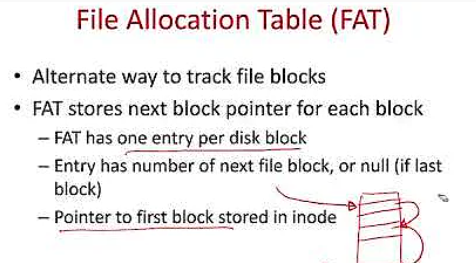 File Allocation Table (FAT)
• Alternate way to track file blocks
• FAT stores next block pointer for each block
– FAT has one entry per disk block
– Entry has number of next file block, or null (if last
block)
– Pointer to first block stored in inode